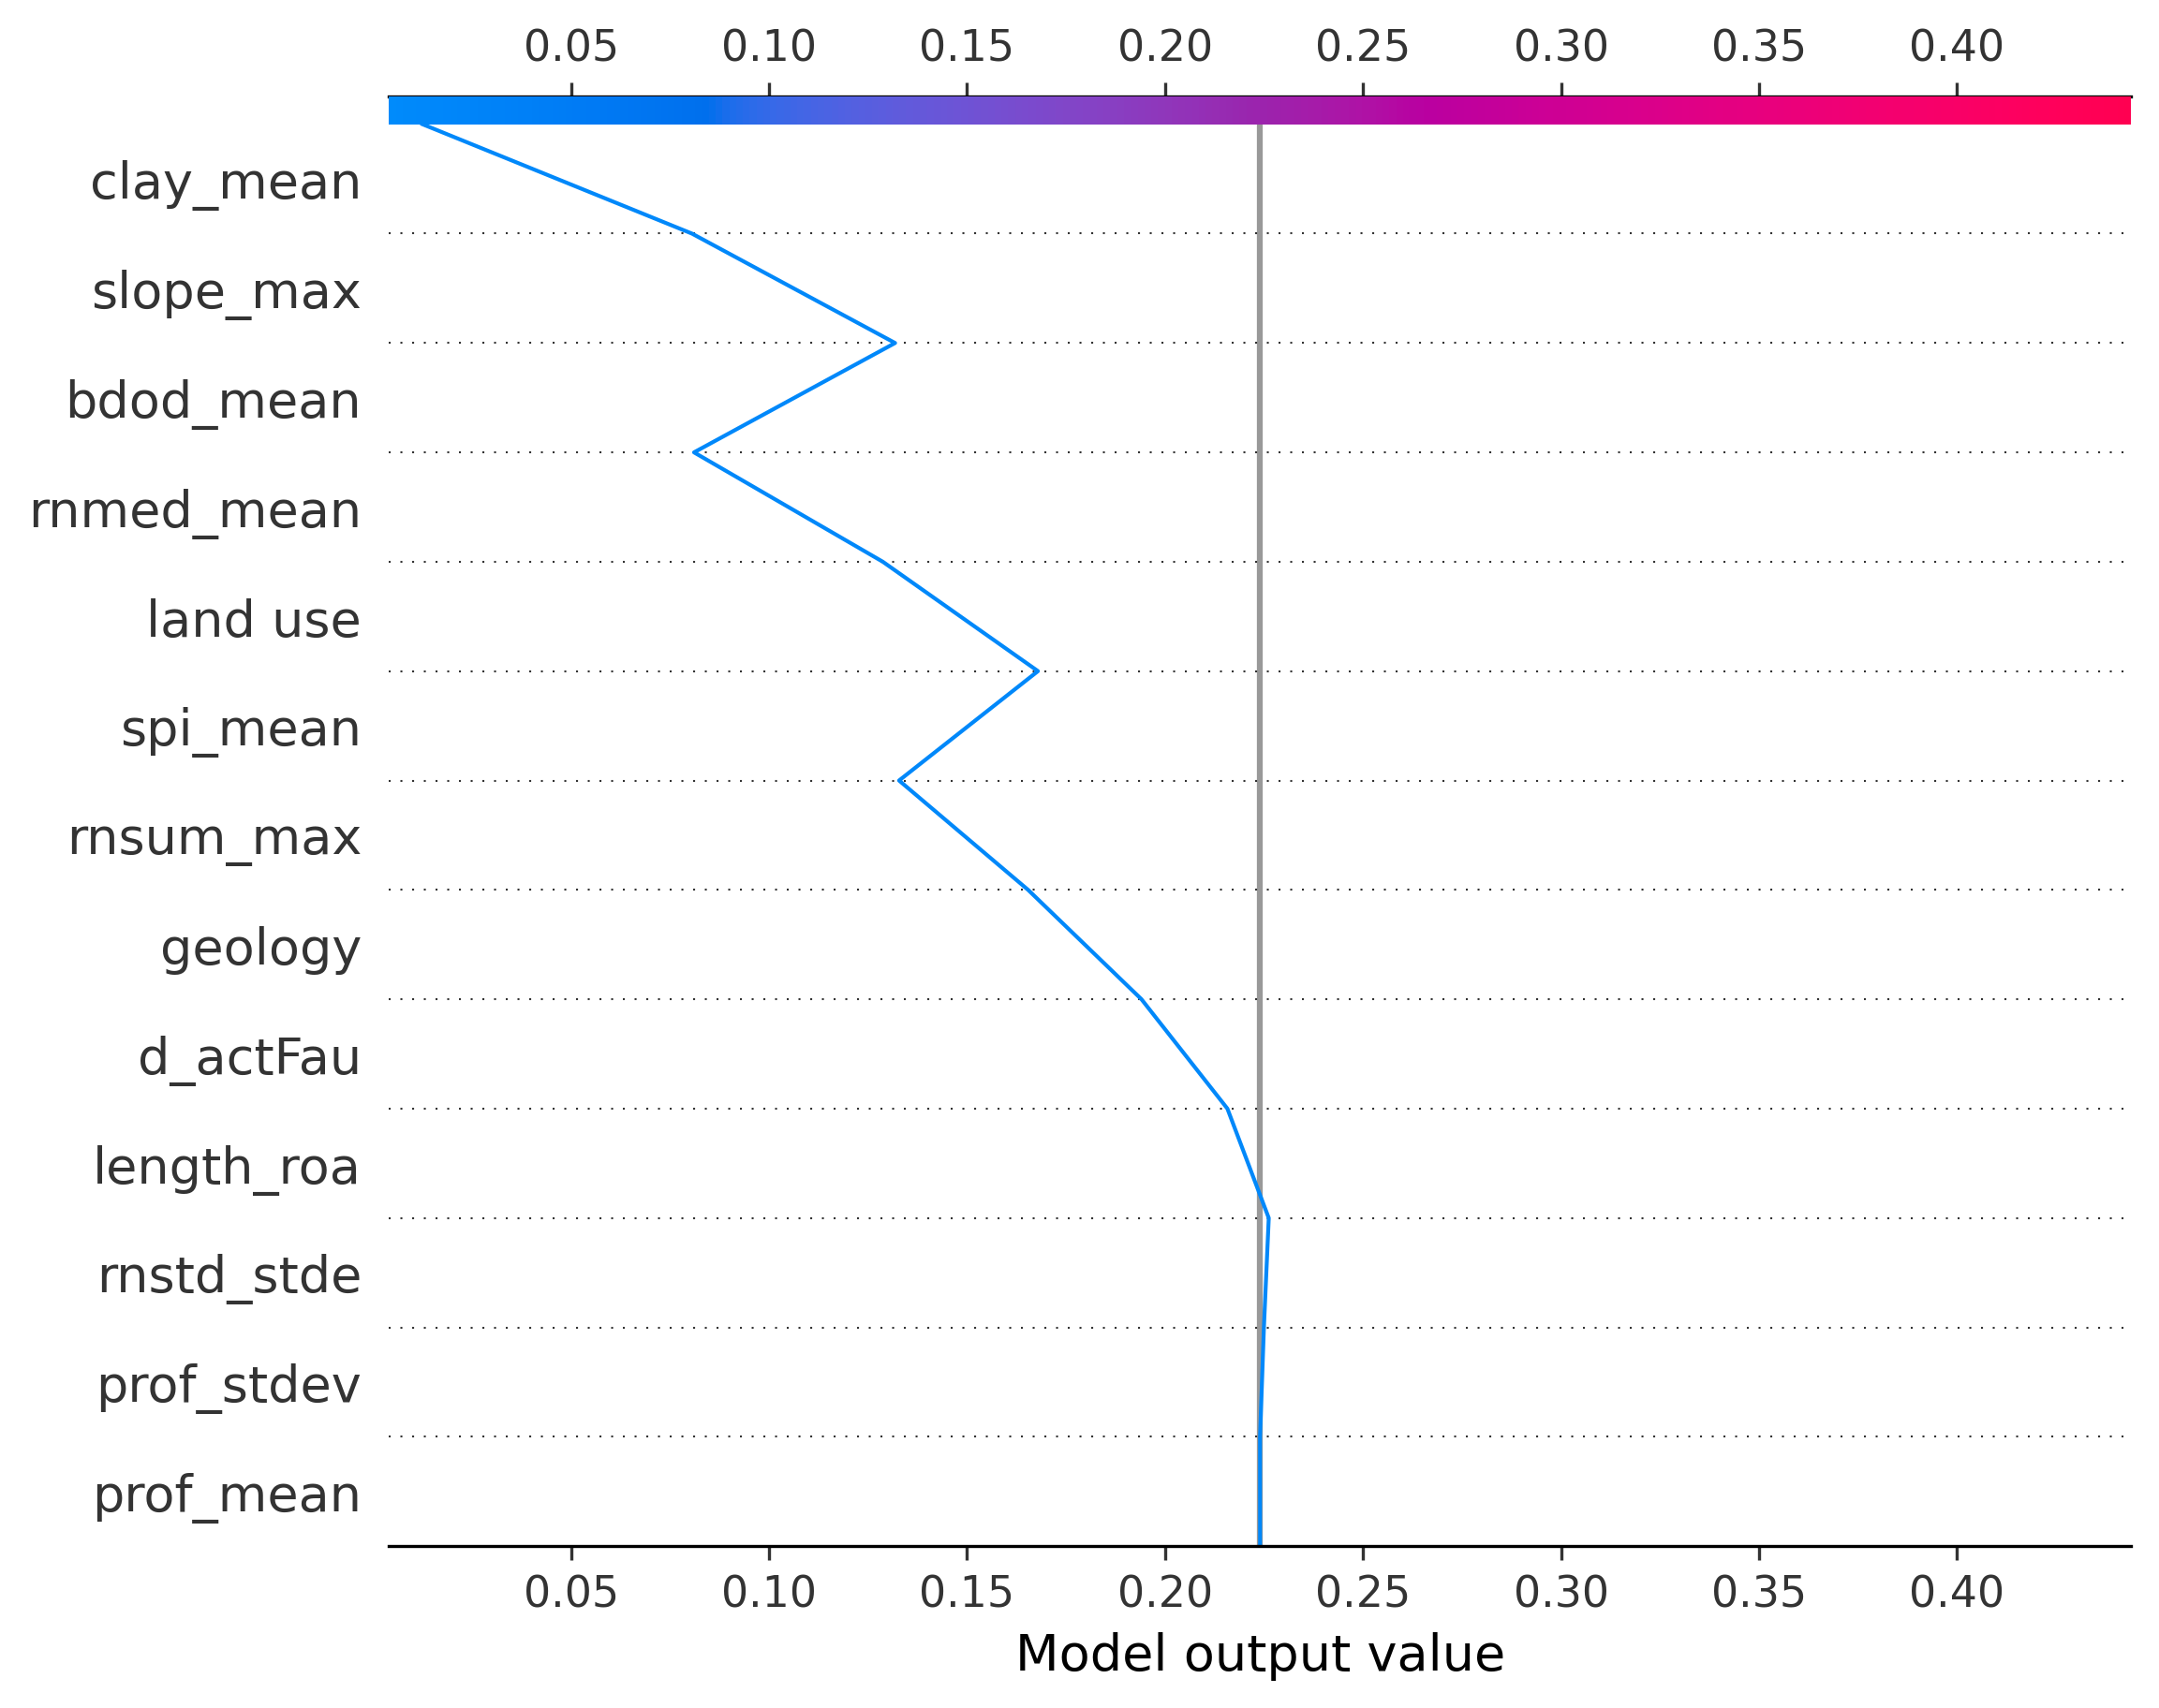 0.05 0.10 0.15 0.20 0.25 0.30 0.35 0.40
clay_mean
slope_max
bdod_mean
rnmed_mean
land use
spi_mean
rnsum_max
geology
d_actFau
length_roa
rnstd_stde
prof_stdev
prof_mean
0.05 0.10 0.15 0.20 0.25 0.30 0.35 0.40
Model output value